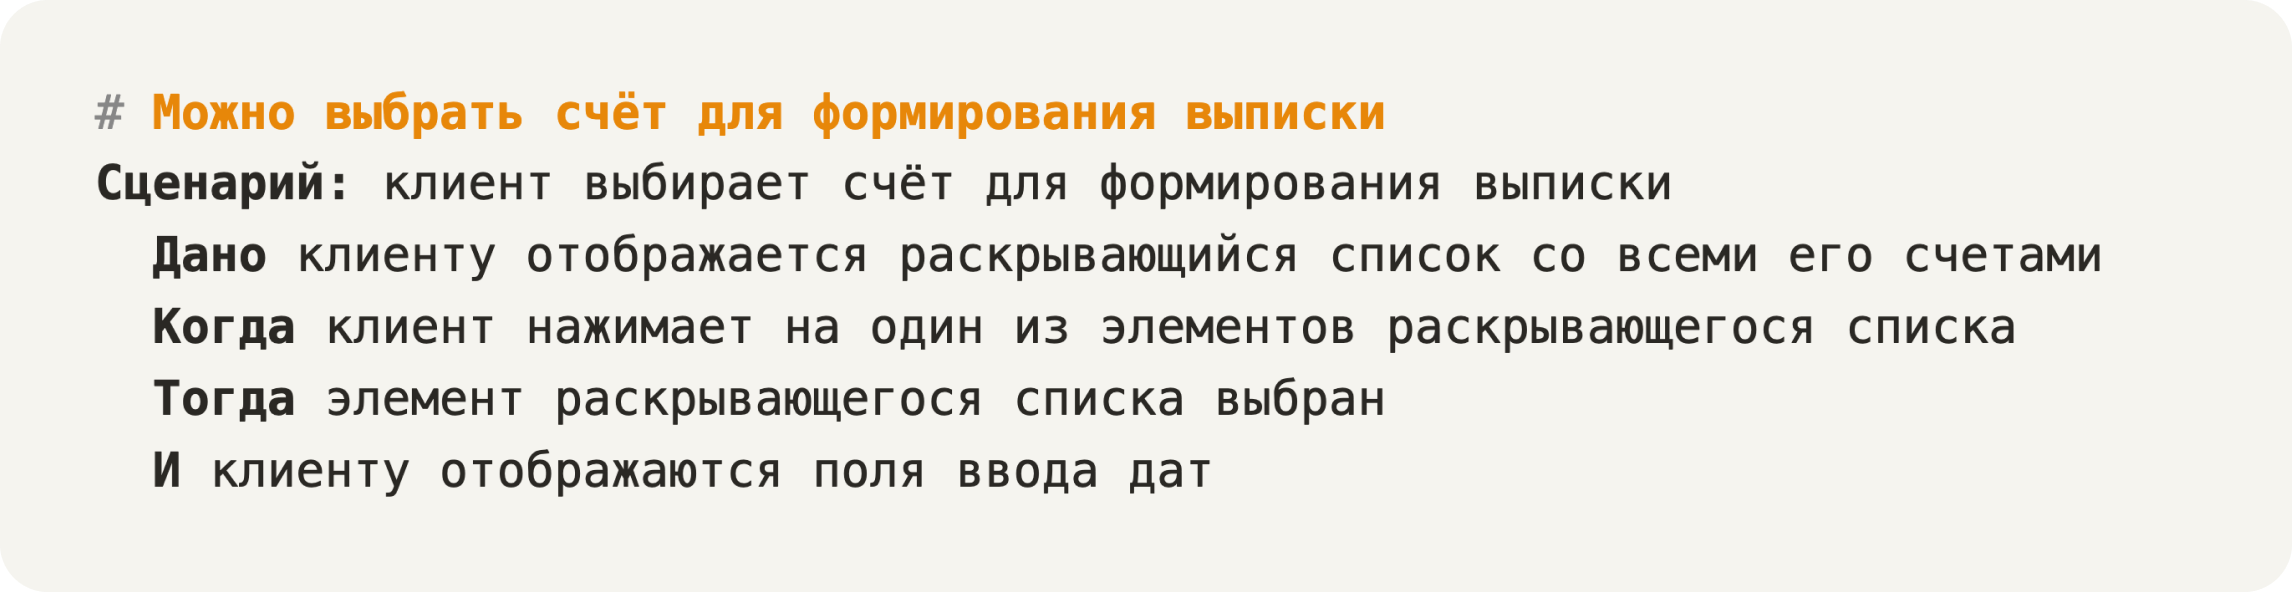 # Можно выбрать счёт для формирования выписки
Сценарий: клиент выбирает счёт для формирования выписки
Дано клиенту отображается раскрывающийся список со всеми его счетами
Когда клиент нажимает на один из элементов раскрывающегося списка
Тогда элемент раскрывающегося списка выбран
И клиенту отображаются поля ввода дат